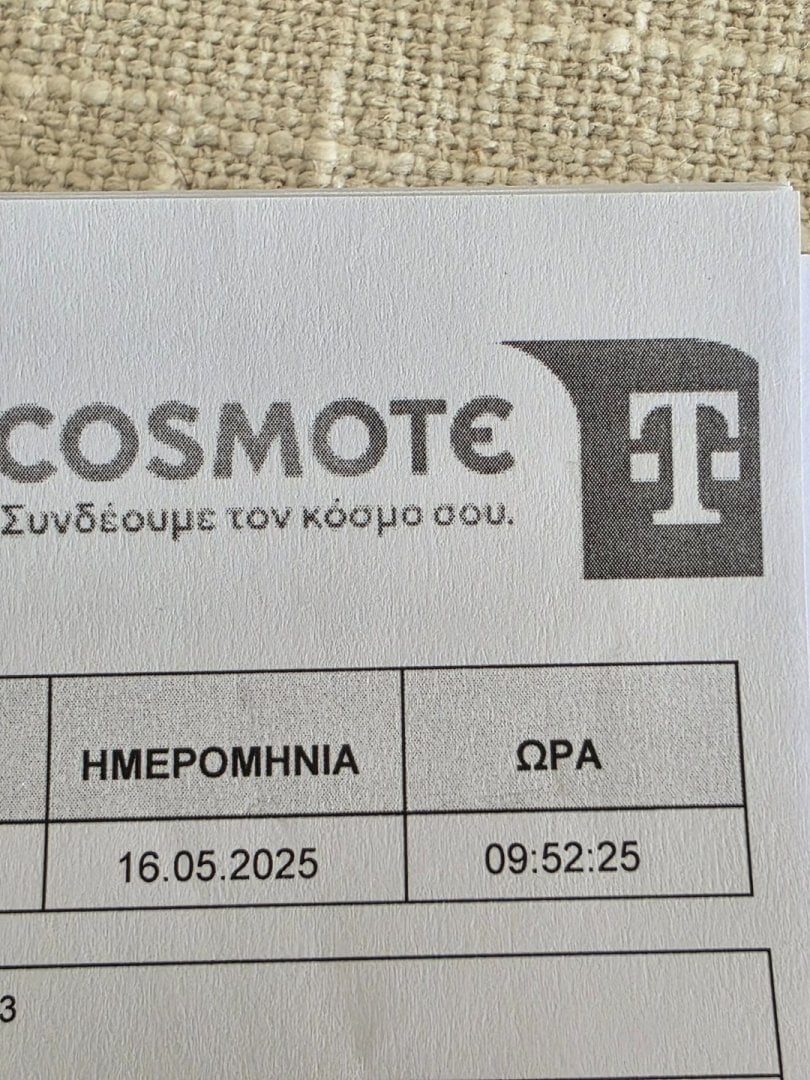 COSMOTE
Συνδέουμε τον κόσμο σου.
T
ΗΜΕΡΟΜΗΝΙΑ ΩΡΑ
16.05.2025 09:52:25
3